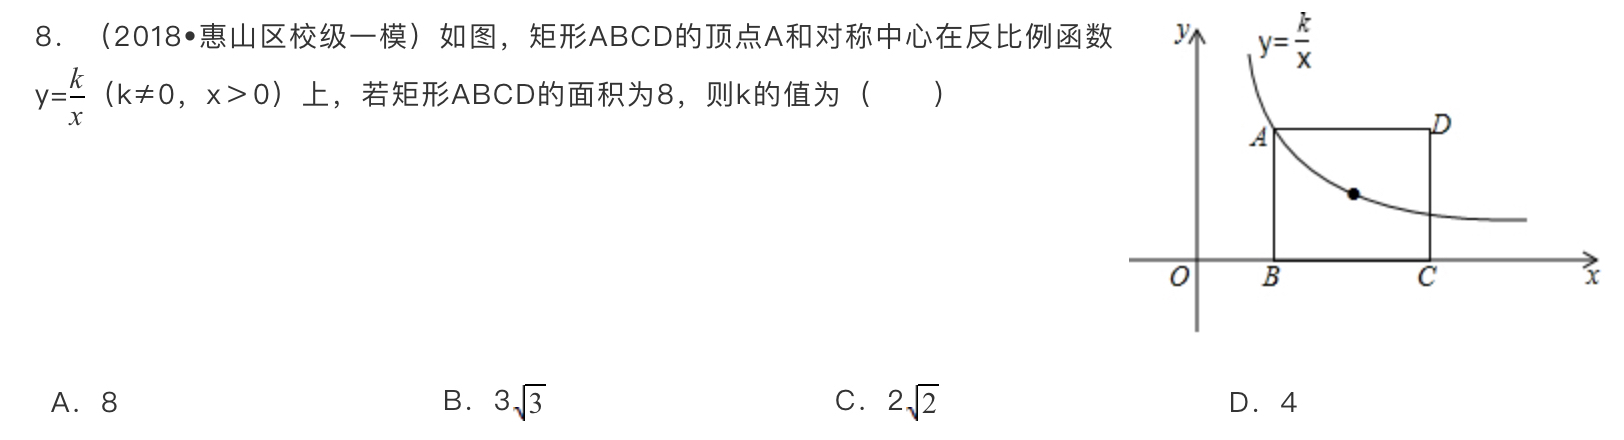 8. （2018•惠山区校级一模）如图，矩形ABCD的顶点A和对称中心在反比例函数
y=k/x（k≠0，x＞0）上，若矩形ABCD的面积为8，则k的值为（　　）
y
y=k/x
A
D
O
B
C
x
A. 8
B. 3√3
C. 2√2
D. 4